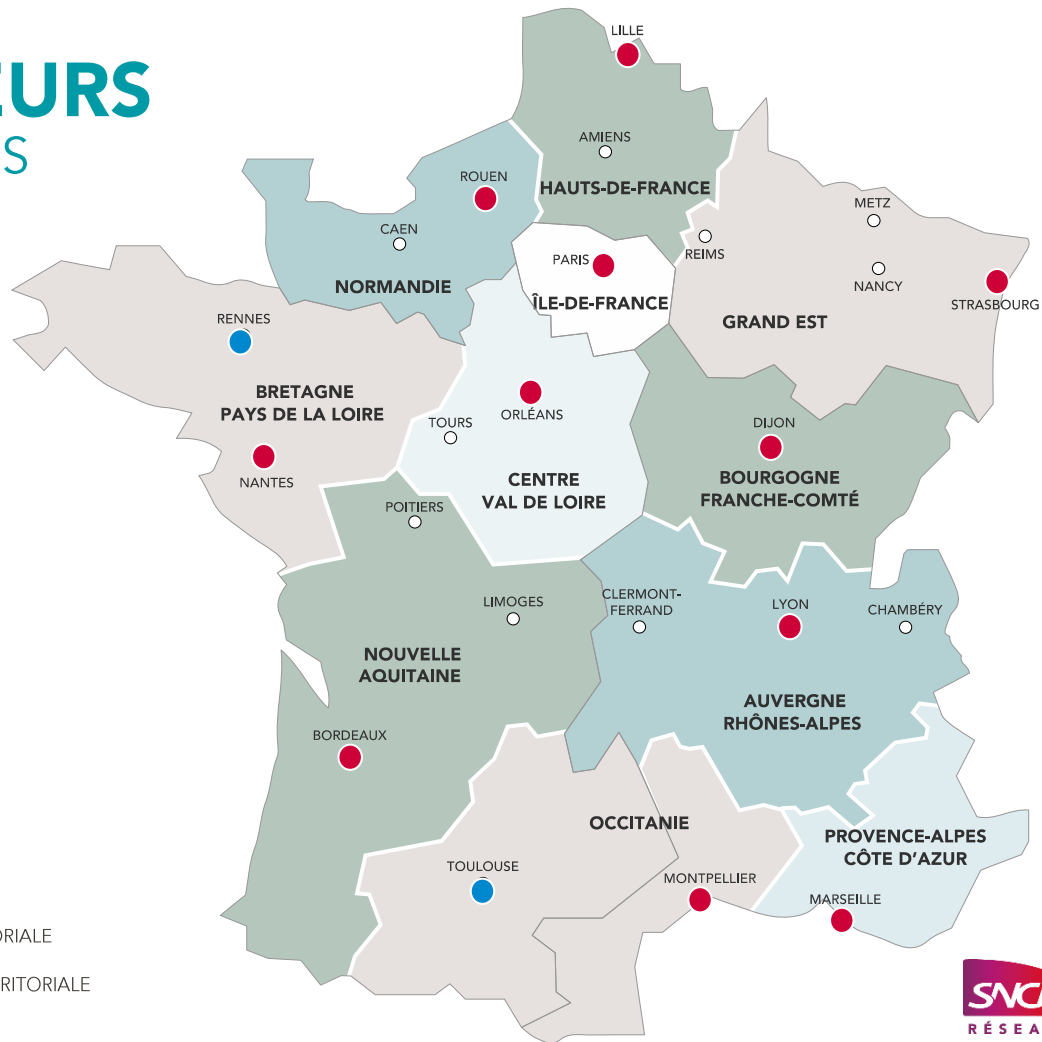 EURS
S
LILLE
AMIENS
HAUTS-DE-FRANCE
ROUEN
CAEN
NORMANDIE
METZ
REIMS
NANCY
STRASBOURG
GRAND EST
PARIS
ÎLE-DE-FRANCE
RENNES
BRETAGNE
PAYS DE LA LOIRE
NANTES
ORLÉANS
TOURS
CENTRE
VAL DE LOIRE
DIJON
BOURGOGNE
FRANCHE-COMTÉ
POITIERS
LIMOGES
NOUVELLE
AQUITAINE
BORDEAUX
CLERMONT-
FERRAND
LYON
CHAMBÉRY
AUVERGNE
RHÔNES-ALPES
OCCITANIE
TOULOUSE
MONTPELLIER
PROVENCE-ALPES
CÔTE D'AZUR
MARSEILLE
ORIALE
RITORIALE
SNC
RÉSEA